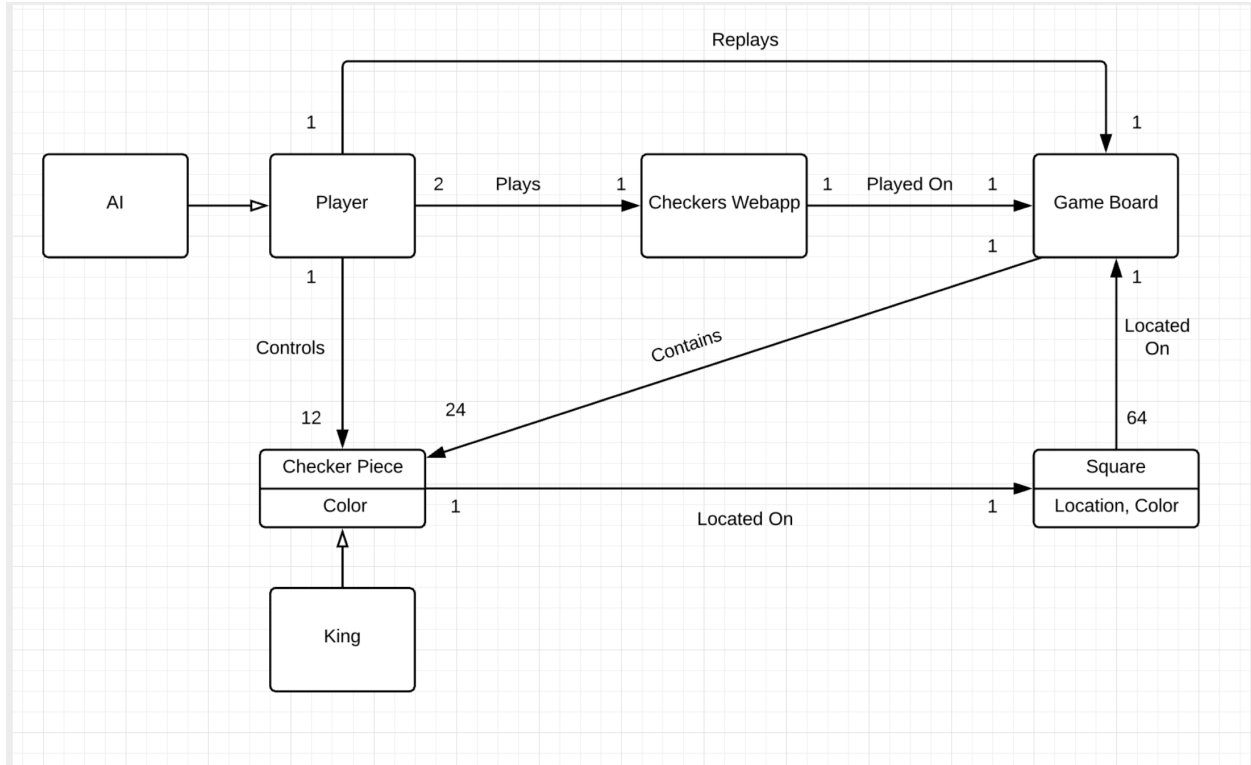 Replays
1
1
AI
Player
2
Plays
1
Checkers Webapp
1
Played On
1
Game Board
1
1
1
Controls
Contains
Located
On
12
24
64
Checker Piece
Color
Square
Location, Color
1
Located On
1
King